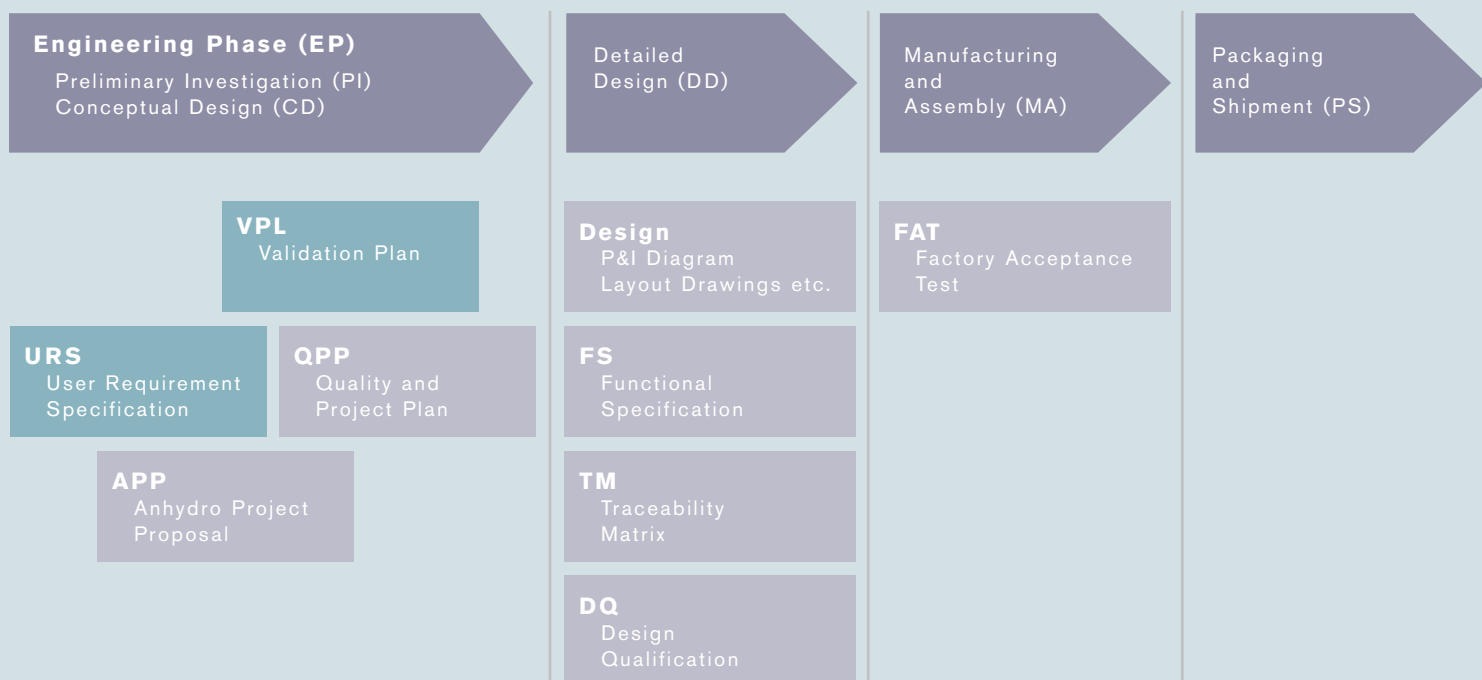 Engineering Phase (EP)
Preliminary Investigation (PI)
Conceptual Design (CD)
Detailed
Design (DD)
Manufacturing
and
Assembly (MA)
Packaging
and
Shipment (PS)
VPL
Validation Plan
URS
User Requirement
Specification
QPP
Quality and
Project Plan
APP
Anhydro Project
Proposal
Design
P&I Diagram
Layout Drawings etc.
FS
Functional
Specification
TM
Traceability
Matrix
DQ
Design
Qualification
FAT
Factory Acceptance
Test